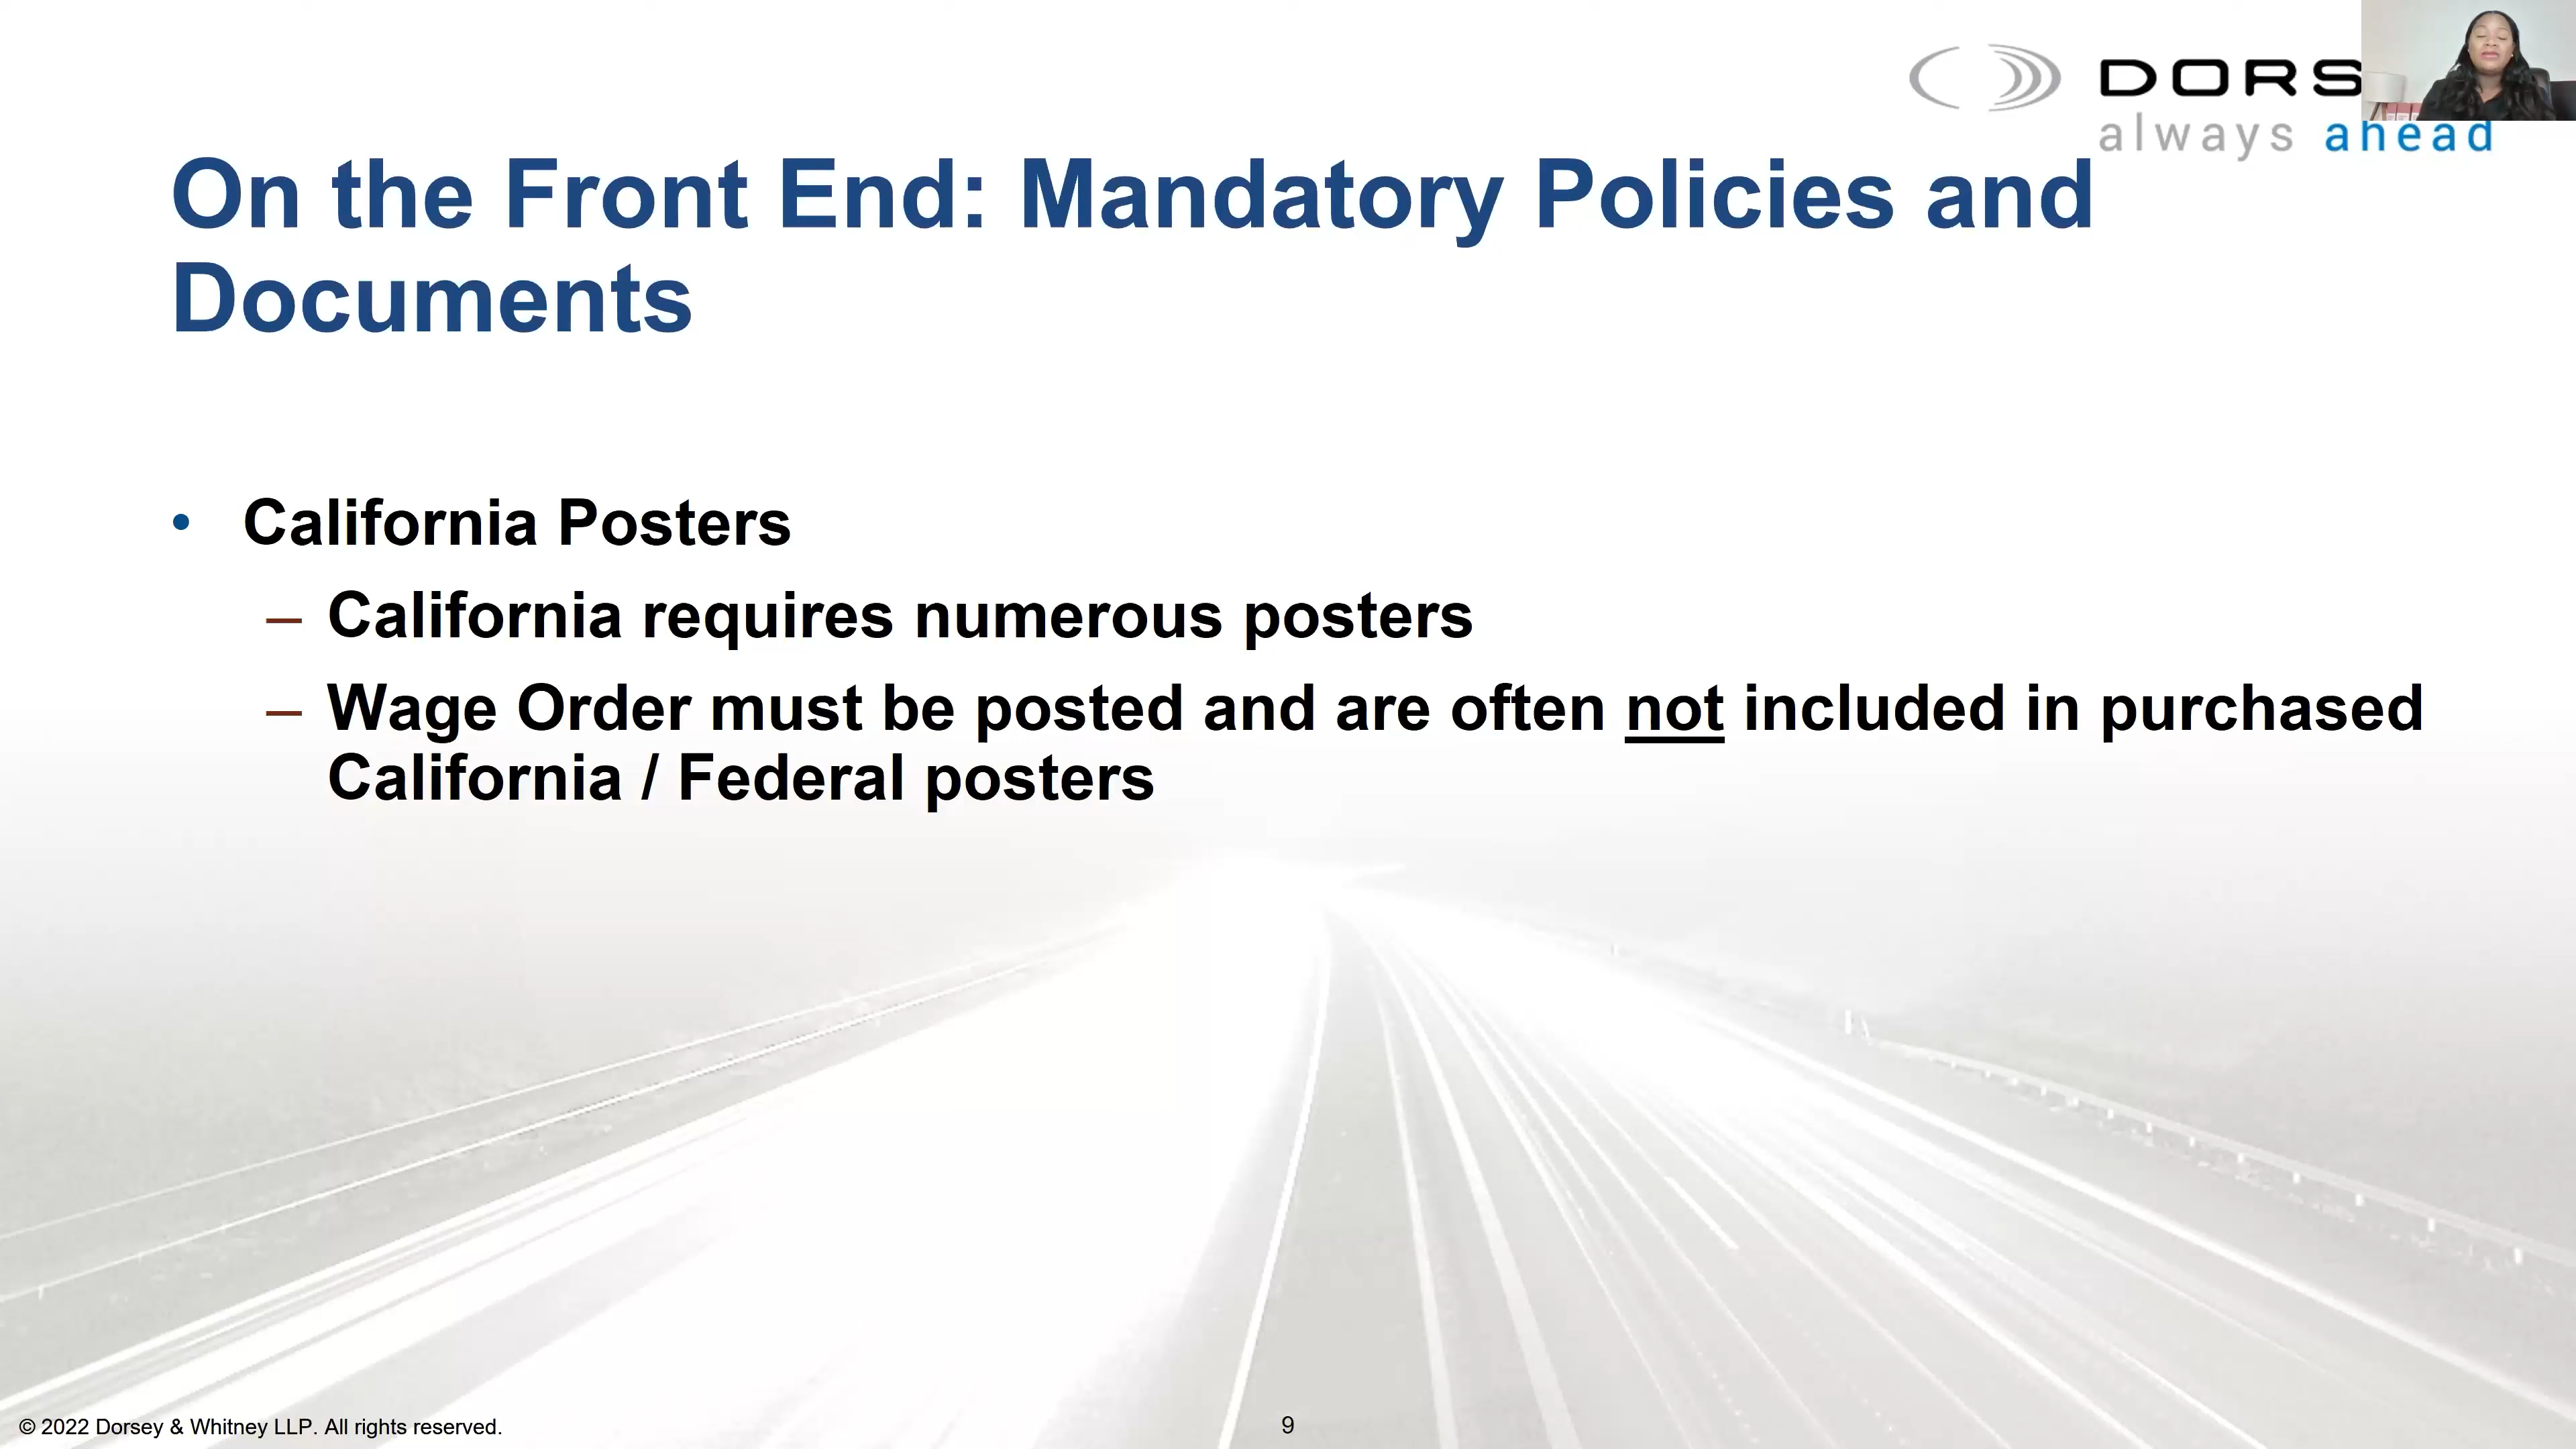 DORS
always ahead
On the Front End: Mandatory Policies and
Documents
• California Posters
– California requires numerous posters
– Wage Order must be posted and are often not included in purchased
California / Federal posters
© 2022 Dorsey & Whitney LLP. All rights reserved.
9